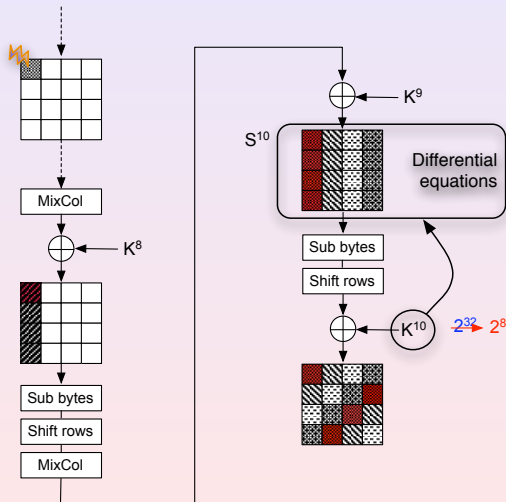 MixCol
K⁸
Sub bytes
Shift rows
MixCol
K⁹
S¹⁰
Differential
equations
Sub bytes
Shift rows
K¹⁰
2³² 2⁸